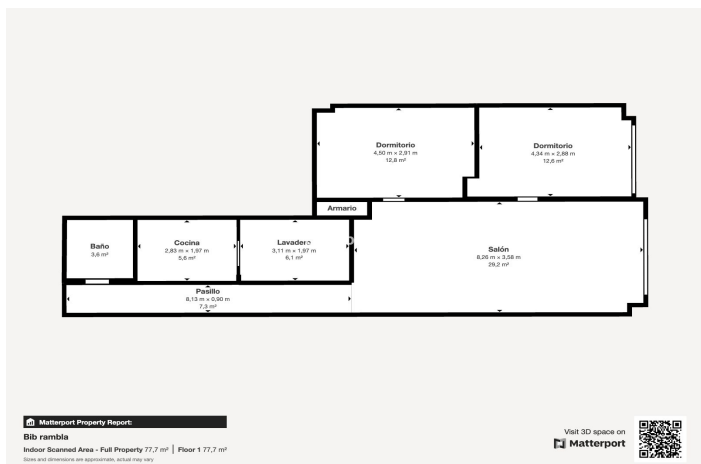 Dormitorio
4,50 m × 2,91 m
12,8 m²
Dormitorio
4,34 m × 2,88 m
12,6 m²
Armario
Baño
3,6 m²
Cocina
2,83 m × 1,97 m
5,6 m²
Lavadero
3,11 m × 1,97 m
6,1 m²
Salón
8,26 m × 3,58 m
29,2 m²
Pasillo
8,13 m × 0,90 m
7,3 m²
Matterport Property Report:
Bib rambla
Indoor Scanned Area - Full Property 77,7 m² | Floor 1 77,7 m²
Sizes and dimensions are approximate, actual may vary
Visit 3D space on
Matterport